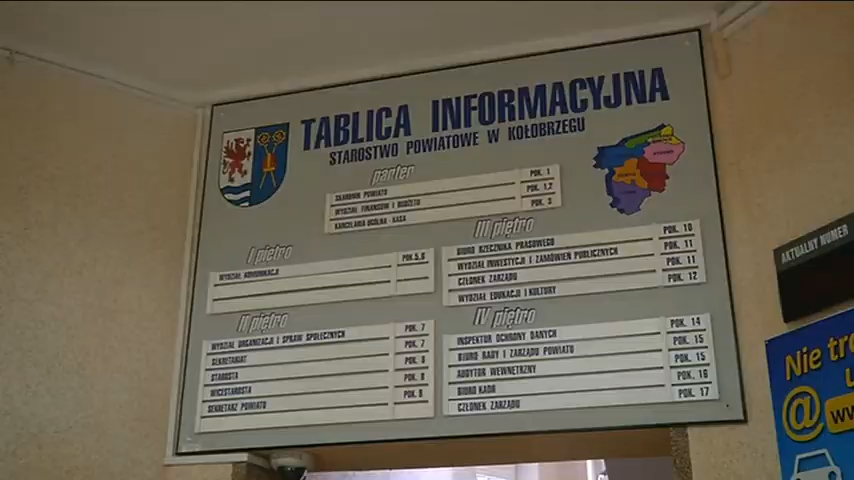 TABLICA INFORMACYJNA
STAROSTWO POWIATOWE W KOŁOBRZEGU
parter
SKARBNIK POWIATU POK. 1
WYDZIAŁ FINANSÓW I BUDŻETU POK. 1,2
KANCELARIA OGÓLNA - KASA POK. 3
I piętro
WYDZIAŁ KOMUNIKACJI POK. 5,6
II piętro
WYDZIAŁ ORGANIZACJI I SPRAW SPOŁECZNYCH POK. 7
SEKRETARIAT POK. 7
STAROSTA POK. 8
WICESTAROSTA POK. 8
SEKRETARZ POWIATU POK. 9
III piętro
BIURO RZECZNIKA PRASOWEGO POK. 10
WYDZIAŁ INWESTYCJI I ZAMÓWIEŃ PUBLICZNYCH POK. 11
CZŁONEK ZARZĄDU POK. 11
WYDZIAŁ EDUKACJI I KULTURY POK. 12
IV piętro
INSPEKTOR OCHRONY DANYCH POK. 14
BIURO RADY I ZARZĄDU POWIATU POK. 15
AUDYTOR WEWNĘTRZNY POK. 15
BIURO KADR POK. 16
CZŁONEK ZARZĄDU POK. 17
AKTUALNY NUMER
Nie tra
@